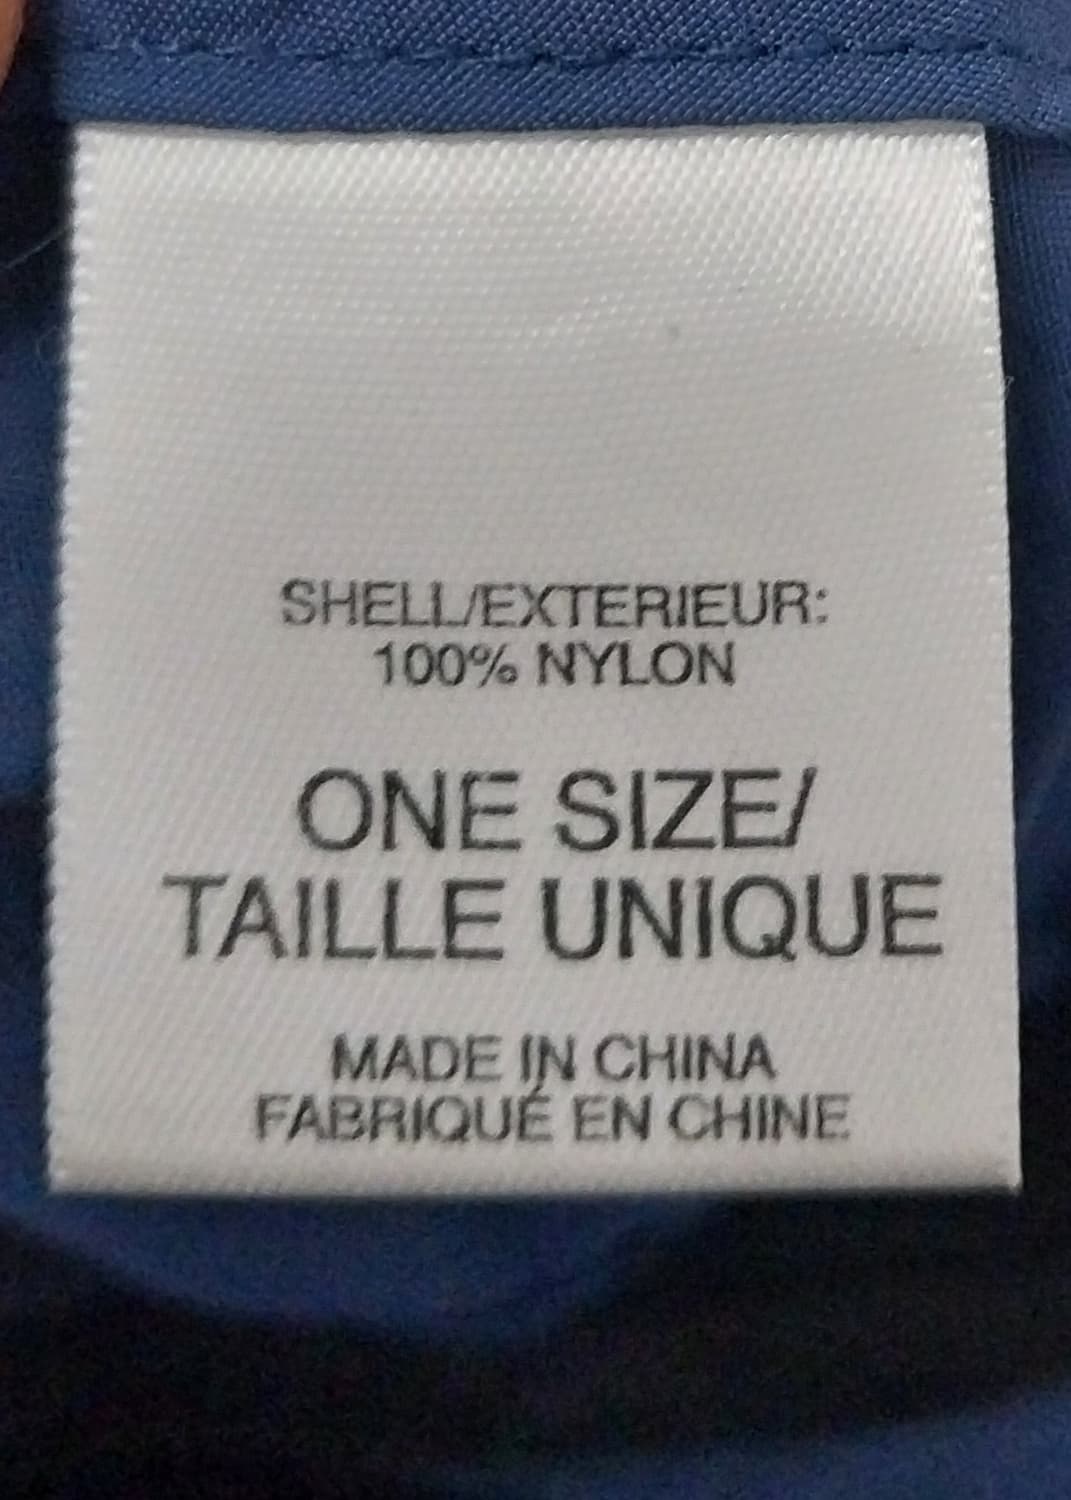 SHELL/EXTERIEUR:
100% NYLON
ONE SIZE/
TAILLE UNIQUE
MADE IN CHINA
FABRIQUÉ EN CHINE